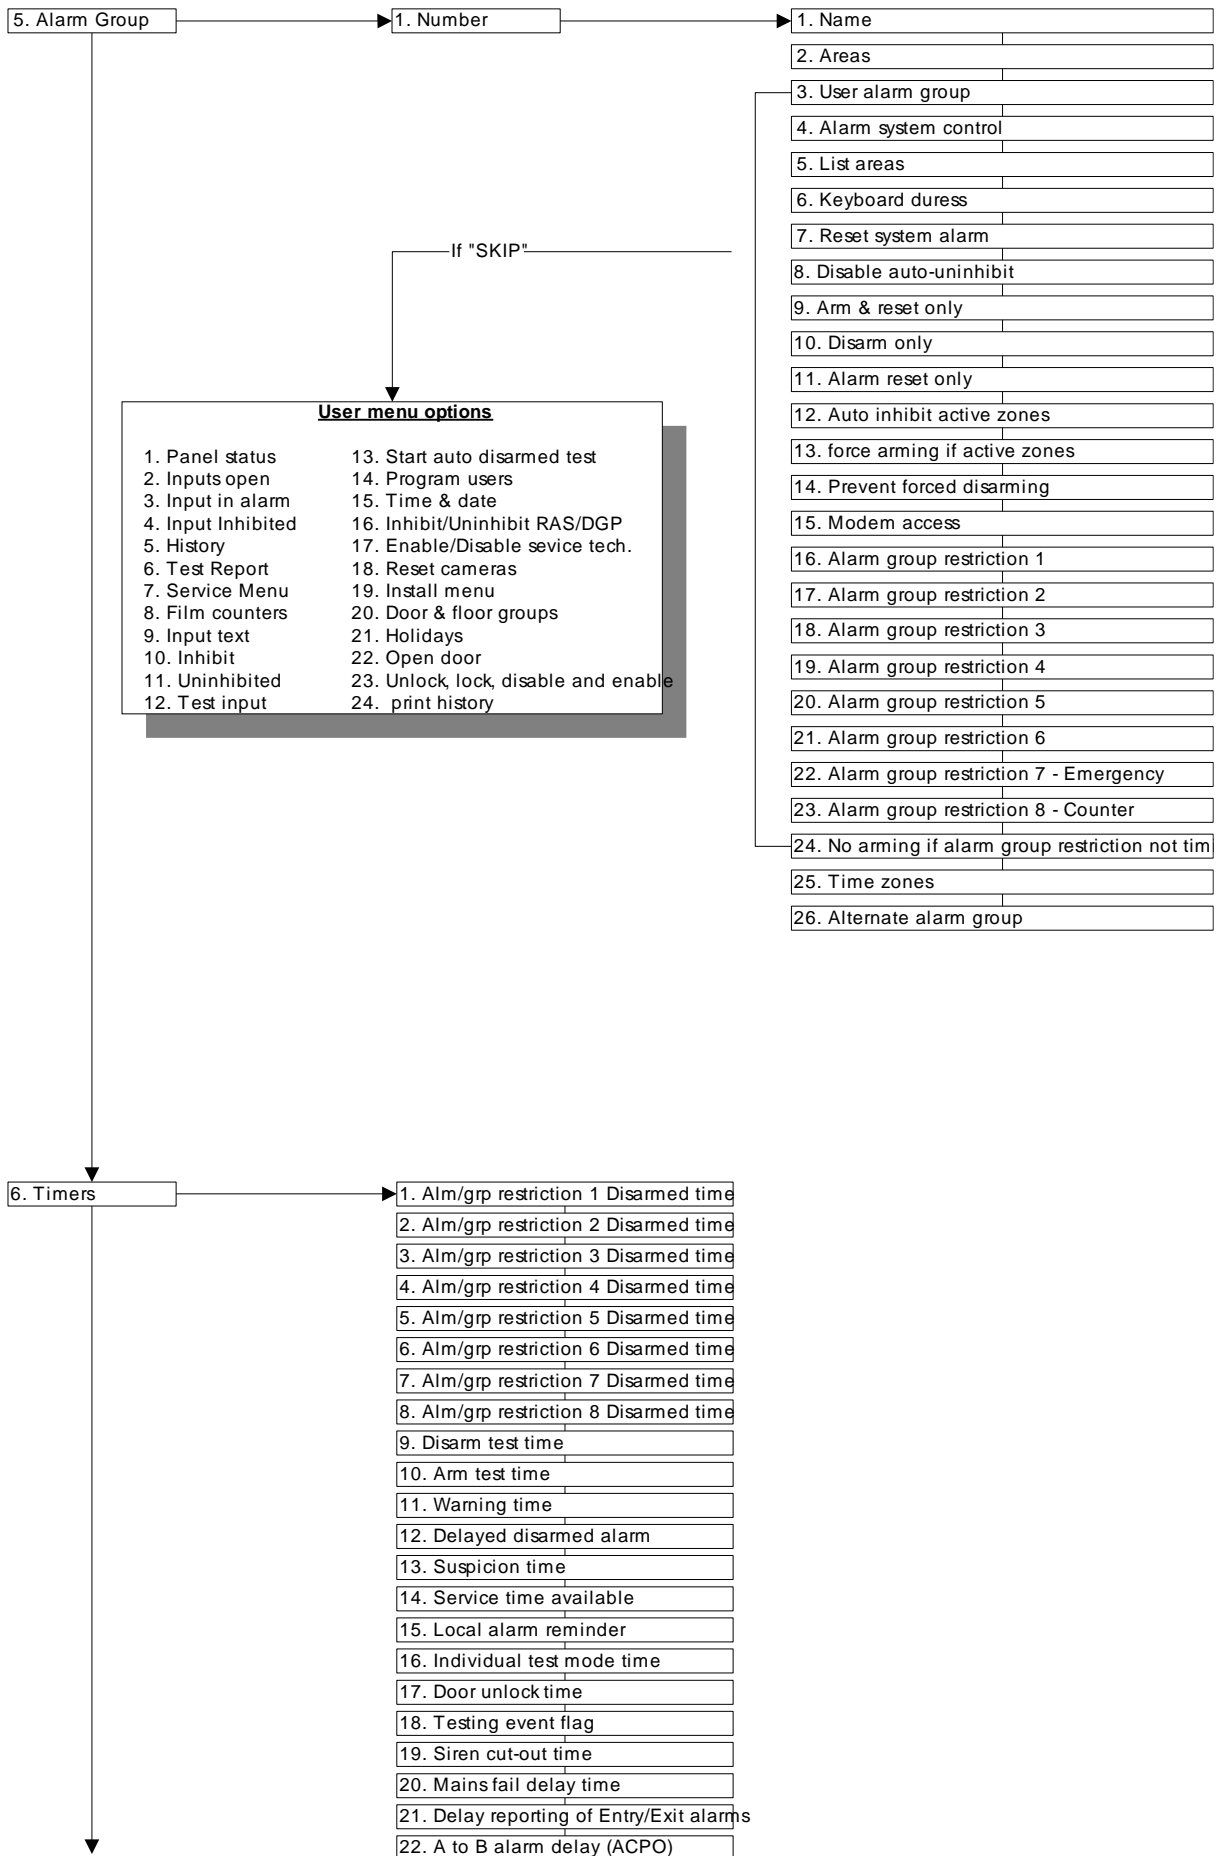 5. Alarm Group
1. Number
1. Name
2. Areas
3. User alarm group
4. Alarm system control
5. List areas
6. Keyboard duress
7. Reset system alarm
8. Disable auto-uninhibit
9. Arm & reset only
10. Disarm only
11. Alarm reset only
12. Auto inhibit active zones
13. force arming if active zones
14. Prevent forced disarming
15. Modem access
16. Alarm group restriction 1
17. Alarm group restriction 2
18. Alarm group restriction 3
19. Alarm group restriction 4
20. Alarm group restriction 5
21. Alarm group restriction 6
22. Alarm group restriction 7 - Emergency
23. Alarm group restriction 8 - Counter
24. No arming if alarm group restriction not timi
25. Time zones
26. Alternate alarm group
If "SKIP"
User menu options
1. Panel status
2. Inputs open
3. Input in alarm
4. Input Inhibited
5. History
6. Test Report
7. Service Menu
8. Film counters
9. Input text
10. Inhibit
11. Uninhibited
12. Test input
13. Start auto disarmed test
14. Program users
15. Time & date
16. Inhibit/Uninhibit RAS/DGP
17. Enable/Disable sevice tech.
18. Reset cameras
19. Install menu
20. Door & floor groups
21. Holidays
22. Open door
23. Unlock, lock, disable and enable
24. print history
6. Timers
1. Alm/grp restriction 1 Disarmed time
2. Alm/grp restriction 2 Disarmed time
3. Alm/grp restriction 3 Disarmed time
4. Alm/grp restriction 4 Disarmed time
5. Alm/grp restriction 5 Disarmed time
6. Alm/grp restriction 6 Disarmed time
7. Alm/grp restriction 7 Disarmed time
8. Alm/grp restriction 8 Disarmed time
9. Disarm test time
10. Arm test time
11. Warning time
12. Delayed disarmed alarm
13. Suspicion time
14. Service time available
15. Local alarm reminder
16. Individual test mode time
17. Door unlock time
18. Testing event flag
19. Siren cut-out time
20. Mains fail delay time
21. Delay reporting of Entry/Exit alarms
22. A to B alarm delay (ACPO)